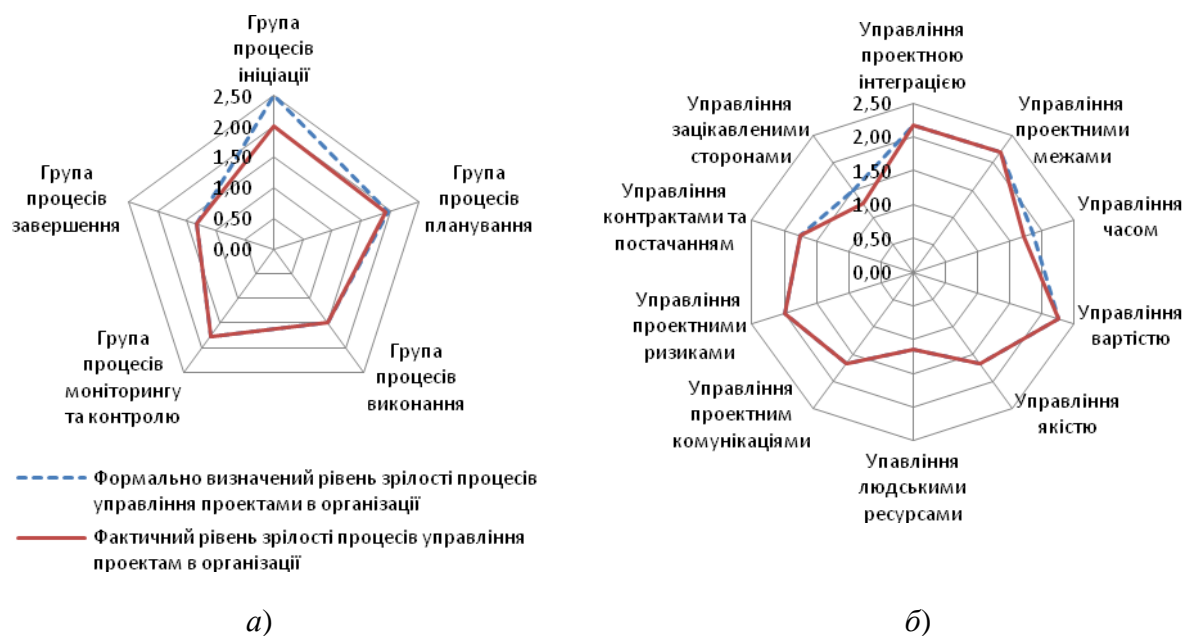 Група
процесів
ініціації
2,50
2,00
1,50
1,00
0,50
0,00
Група
процесів
планування
Група
процесів
виконання
Група
процесів
моніторингу
та контролю
Група
процесів
завершення
Формально визначений рівень зрілості процесів
управління проектами в організації
Фактичний рівень зрілості процесів управління
проектам в організації
а)
Управління
проектною
інтеграцією
2,50
2,00
1,50
1,00
0,50
0,00
Управління
проектними
межами
Управління
часом
Управління
вартістю
Управління
якістю
Упавління
людськими
ресурсами
Управління
проектним
комунікаціями
Управління
проектними
ризиками
Управління
контрактами та
постачанням
Управління
зацікавленими
сторонами
б)